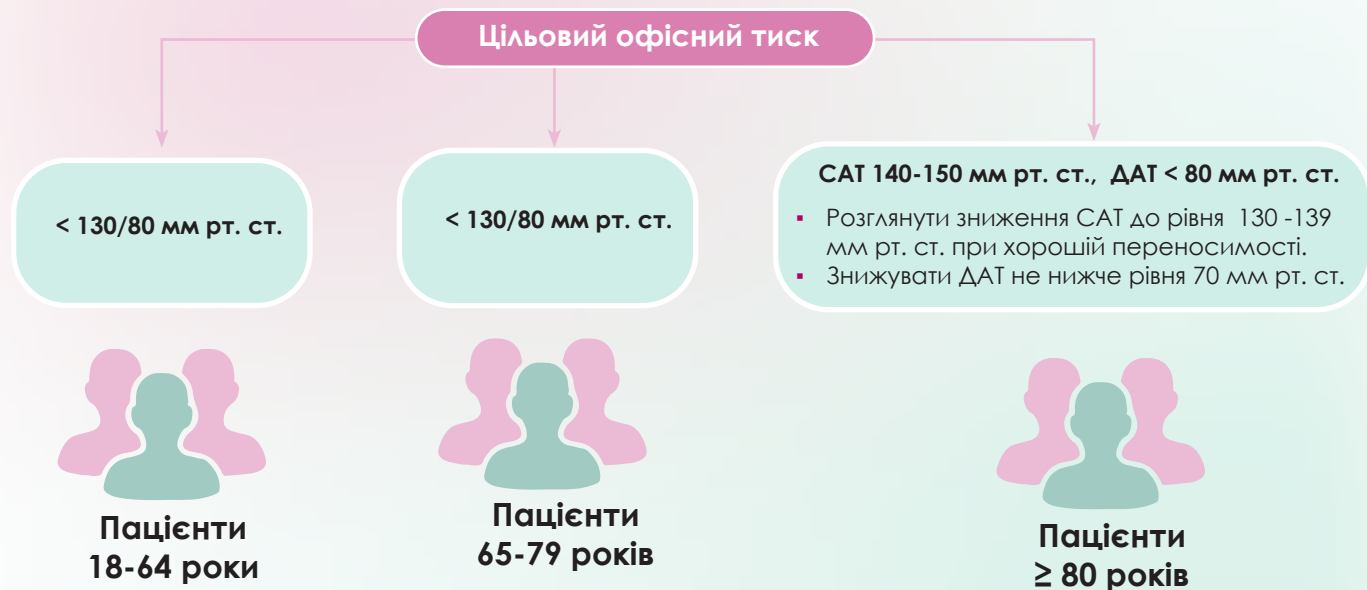 Цільовий офісний тиск
< 130/80 мм рт. ст.
< 130/80 мм рт. ст.
САТ 140-150 мм рт. ст., ДАТ < 80 мм рт. ст.
▪ Розглянути зниження САТ до рівня 130 -139
мм рт. ст. при хорошій переносимості.
▪ Знижувати ДАТ не нижче рівня 70 мм рт. ст.
Пацієнти
18-64 роки
Пацієнти
65-79 років
Пацієнти
≥ 80 років